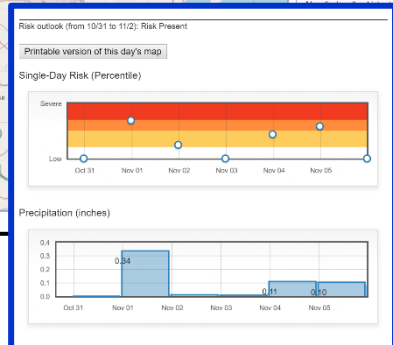 Risk outlook (from 10/31 to 11/2): Risk Present
Printable version of this day's map
Single-Day Risk (Percentile)
Severe
Low
Oct 31 Nov 01 Nov 02 Nov 03 Nov 04 Nov 05
Precipitation (inches)
0.4
0.3
0.2
0.1
0.0
0.34
0.11 0.10
Oct 31 Nov 01 Nov 02 Nov 03 Nov 04 Nov 05